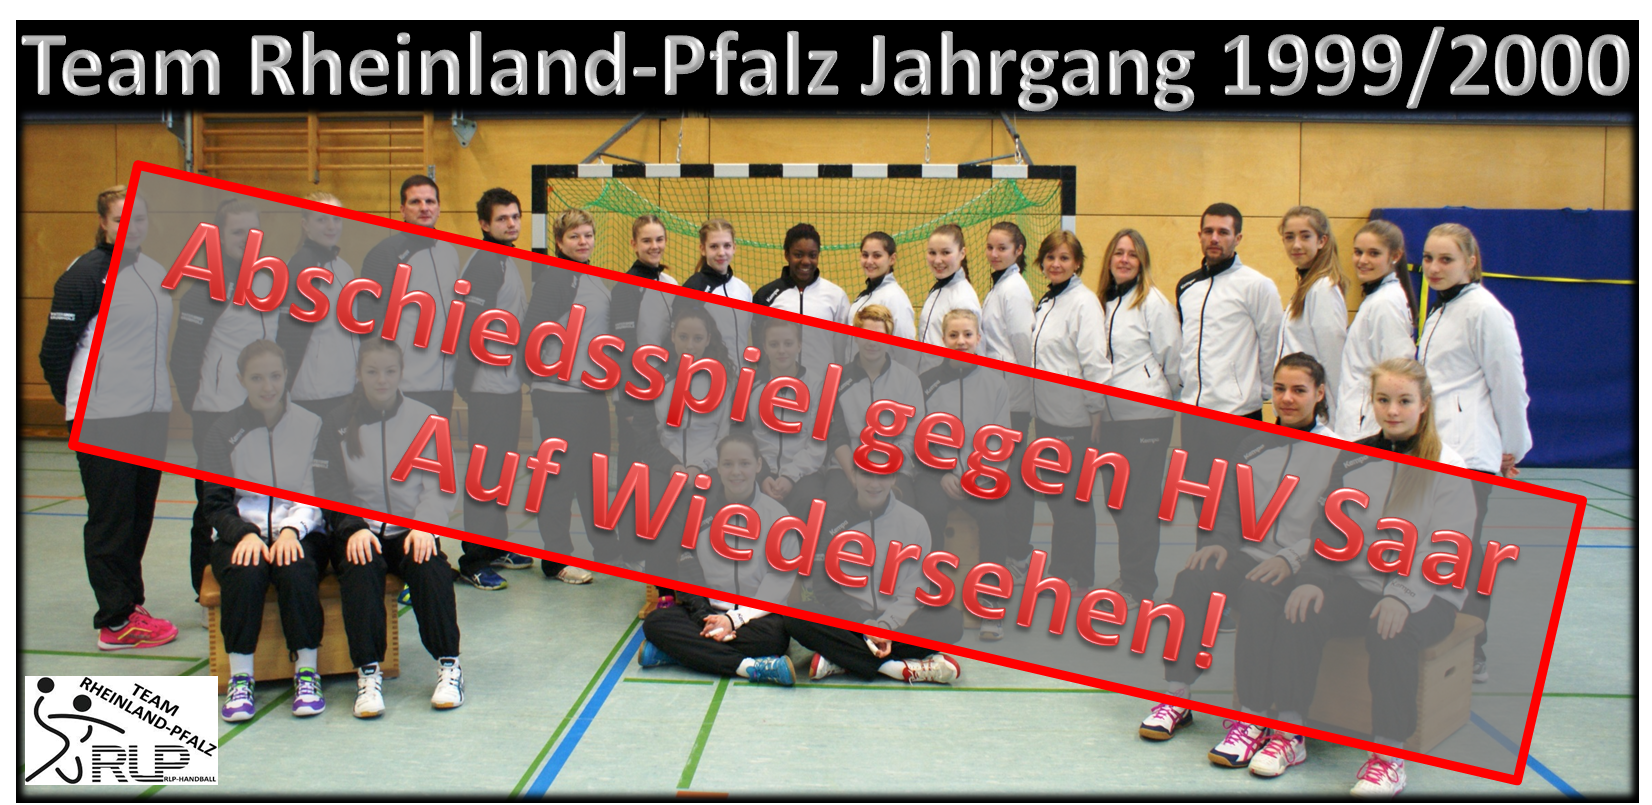 Team Rheinland-Pfalz Jahrgang 1999/2000
Abschiedsspiel gegen HV Saar
Auf Wiedersehen!
TEAM
RHEINLAND-PFALZ
RLP
RLP-HANDBALL